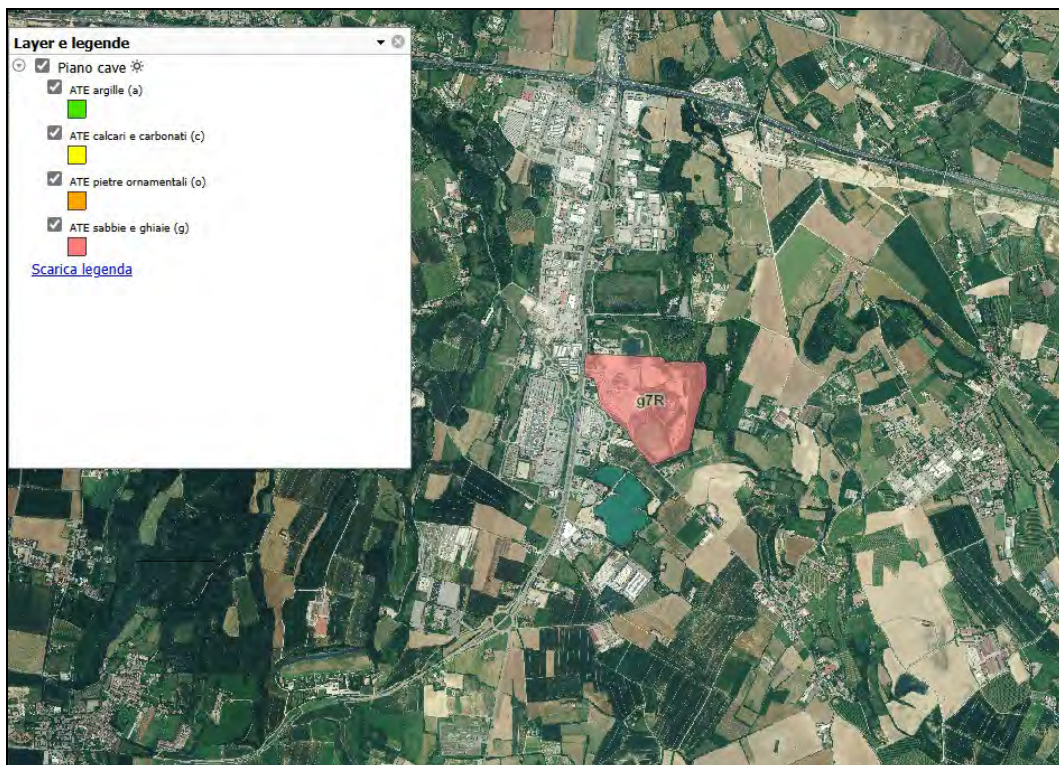 Layer e legende
Piano cave
ATE argille (a)
ATE calcari e carbonati (c)
ATE pietre ornamentali (o)
ATE sabbie e ghiaie (g)
Scarica legenda
g7R